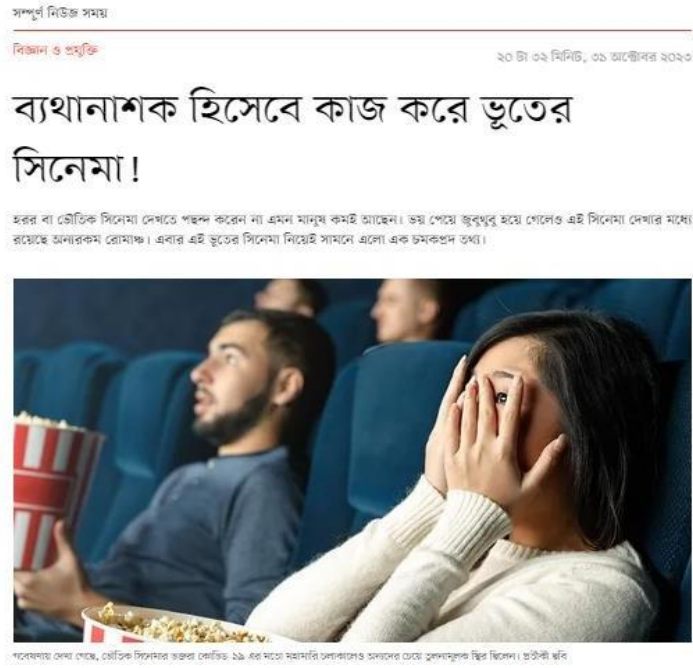 সম্পূর্ণ নিউজ সময়
বিজ্ঞান ও প্রযুক্তি
২০ টা ৩২ মিনিট, ৩১ অক্টোবর ২০২৩
ব্যথানাশক হিসেবে কাজ করে ভূতের
সিনেমা!
হরর বা ভৌতিক সিনেমা দেখতে পছন্দ করেন না এমন মানুষ কমই আছেন। ভয় পেয়ে জুবুথুবু হয়ে গেলেও এই সিনেমা দেখার মধ্যে
রয়েছে অন্যরকম রোমাঞ্চ। এবার এই ভূতের সিনেমা নিয়েই সামনে এলো এক চমকপ্রদ তথ্য।
গবেষণায় দেখা গেছে, ভৌতিক সিনেমার ভক্তরা কোভিড-১৯ এর মতো মহামারি চলাকালেও অন্যদের চেয়ে তুলনামূলক স্থির ছিলেন। প্রতীকী ছবি